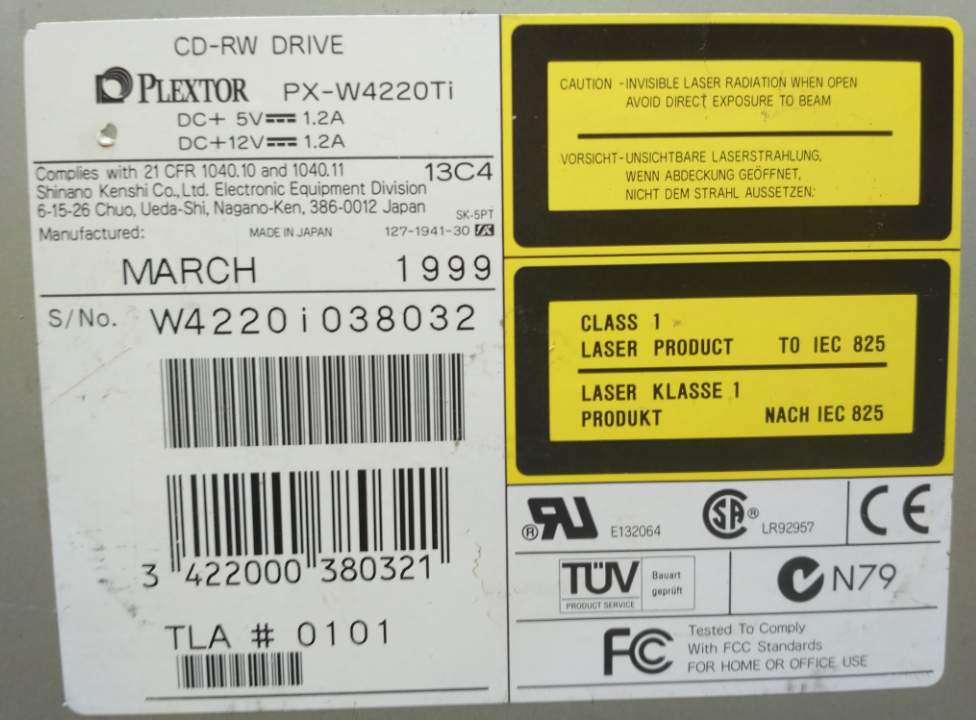 CD-RW DRIVE
PLEXTOR PX-W4220Ti
DC+ 5V 1.2A
DC+12V 1.2A
Complies with 21 CFR 1040.10 and 1040.11 13C4
Shinano Kenshi Co., Ltd. Electronic Equipment Division
6-15-26 Chuo, Ueda-Shi, Nagano-Ken, 386-0012 Japan SK-5PT
Manufactured: MADE IN JAPAN 127-1941-30
MARCH 1999
S/No. W4220i038032
3 422000 380321
TLA # 0101
CAUTION -INVISIBLE LASER RADIATION WHEN OPEN
AVOID DIRECT EXPOSURE TO BEAM
VORSICHT-UNSICHTBARE LASERSTRAHLUNG,
WENN ABDECKUNG GEÖFFNET,
NICHT DEM STRAHL AUSSETZEN.
CLASS 1
LASER PRODUCT TO IEC 825
LASER KLASSE 1
PRODUKT NACH IEC 825
® RU E132064
SA ® LR92957
CE
TÜV
PRODUCT SERVICE
Bauart
geprüft
N79
FC
Tested To Comply
With FCC Standards
FOR HOME OR OFFICE USE